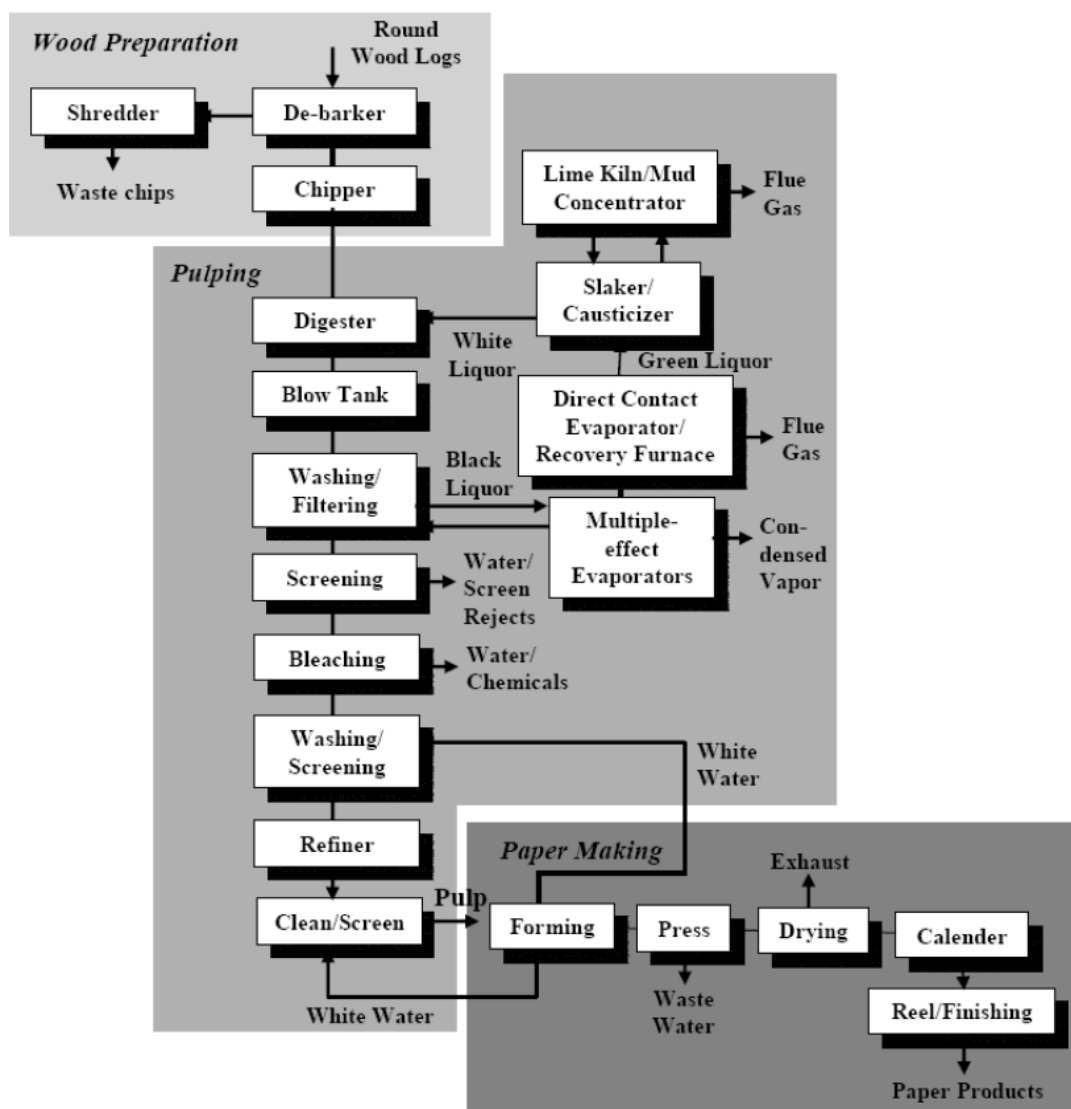 Wood Preparation
Round
Wood Logs
Shredder
De-barker
Waste chips
Chipper
Lime Kiln/Mud
Concentrator
Flue
Gas
Pulping
Slaker/
Causticizer
Digester
White
Liquor
Green Liquor
Blow Tank
Direct Contact
Evaporator/
Recovery Furnace
Flue
Gas
Washing/
Filtering
Black
Liquor
Multiple-
effect
Evaporators
Con-
densed
Vapor
Screening
Water/
Screen
Rejects
Bleaching
Water/
Chemicals
Washing/
Screening
White
Water
Refiner
Clean/Screen
Pulp
White Water
Paper Making
Exhaust
Forming
Press
Drying
Calender
Waste
Water
Reel/Finishing
Paper Products